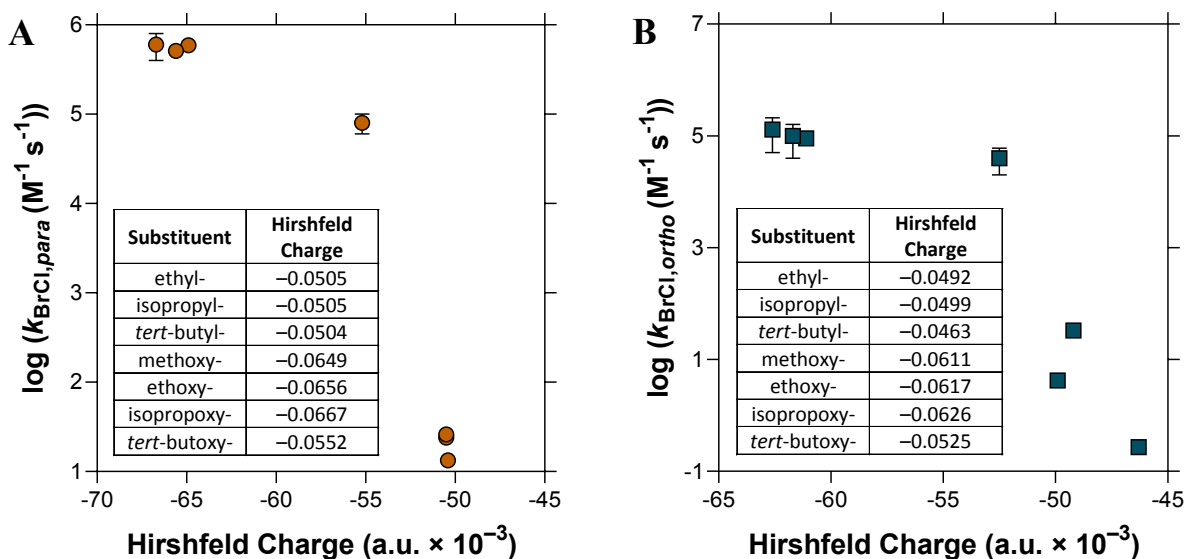 A
6
5
4
3
2
1
log (k_BrCl,para (M⁻¹ s⁻¹))
Substituent Hirshfeld Charge
ethyl- –0.0505
isopropyl- –0.0505
tert-butyl- –0.0504
methoxy- –0.0649
ethoxy- –0.0656
isopropoxy- –0.0667
tert-butoxy- –0.0552
-70 -65 -60 -55 -50 -45
Hirshfeld Charge (a.u. × 10⁻³)
B
7
5
3
1
-1
log (k_BrCl,ortho (M⁻¹ s⁻¹))
Substituent Hirshfeld Charge
ethyl- –0.0492
isopropyl- –0.0499
tert-butyl- –0.0463
methoxy- –0.0611
ethoxy- –0.0617
isopropoxy- –0.0626
tert-butoxy- –0.0525
-65 -60 -55 -50 -45
Hirshfeld Charge (a.u. × 10⁻³)